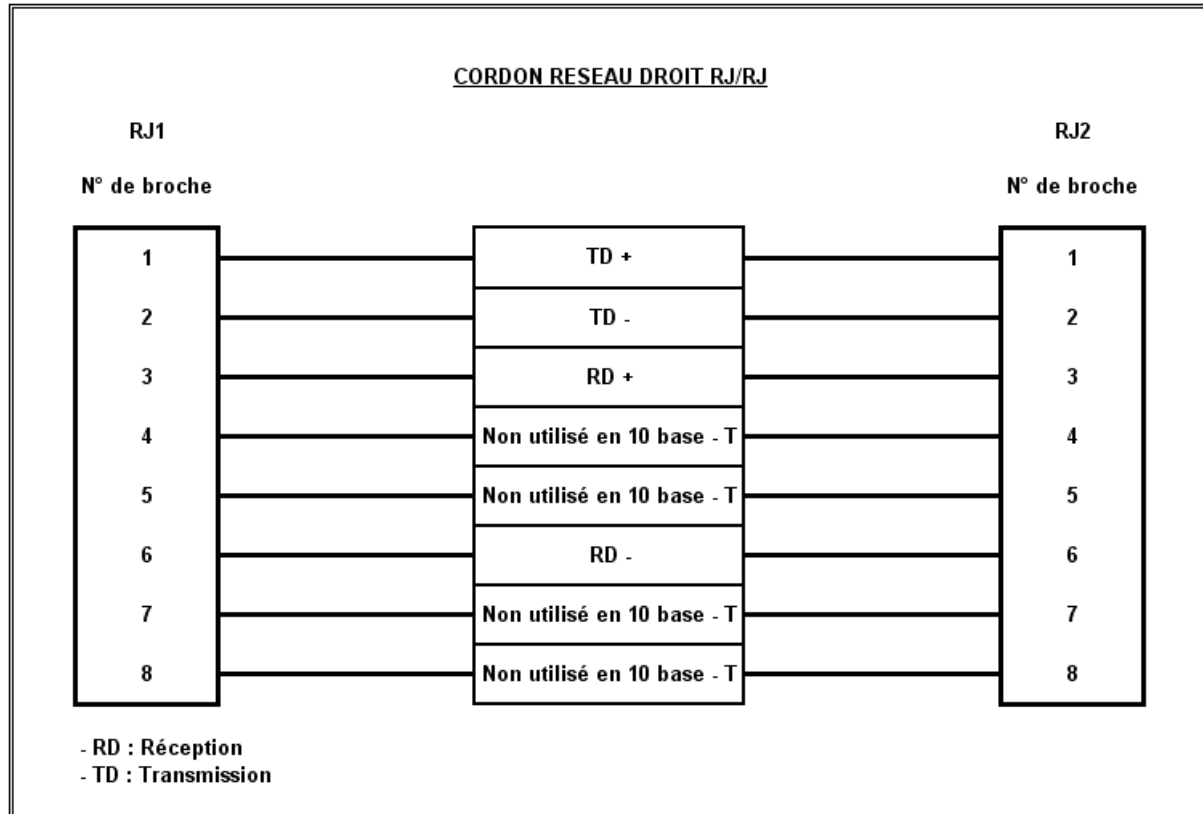 CORDON RESEAU DROIT RJ/RJ
RJ1 RJ2
N° de broche N° de broche
1 TD + 1
2 TD - 2
3 RD + 3
4 Non utilisé en 10 base - T 4
5 Non utilisé en 10 base - T 5
6 RD - 6
7 Non utilisé en 10 base - T 7
8 Non utilisé en 10 base - T 8
- RD : Réception
- TD : Transmission